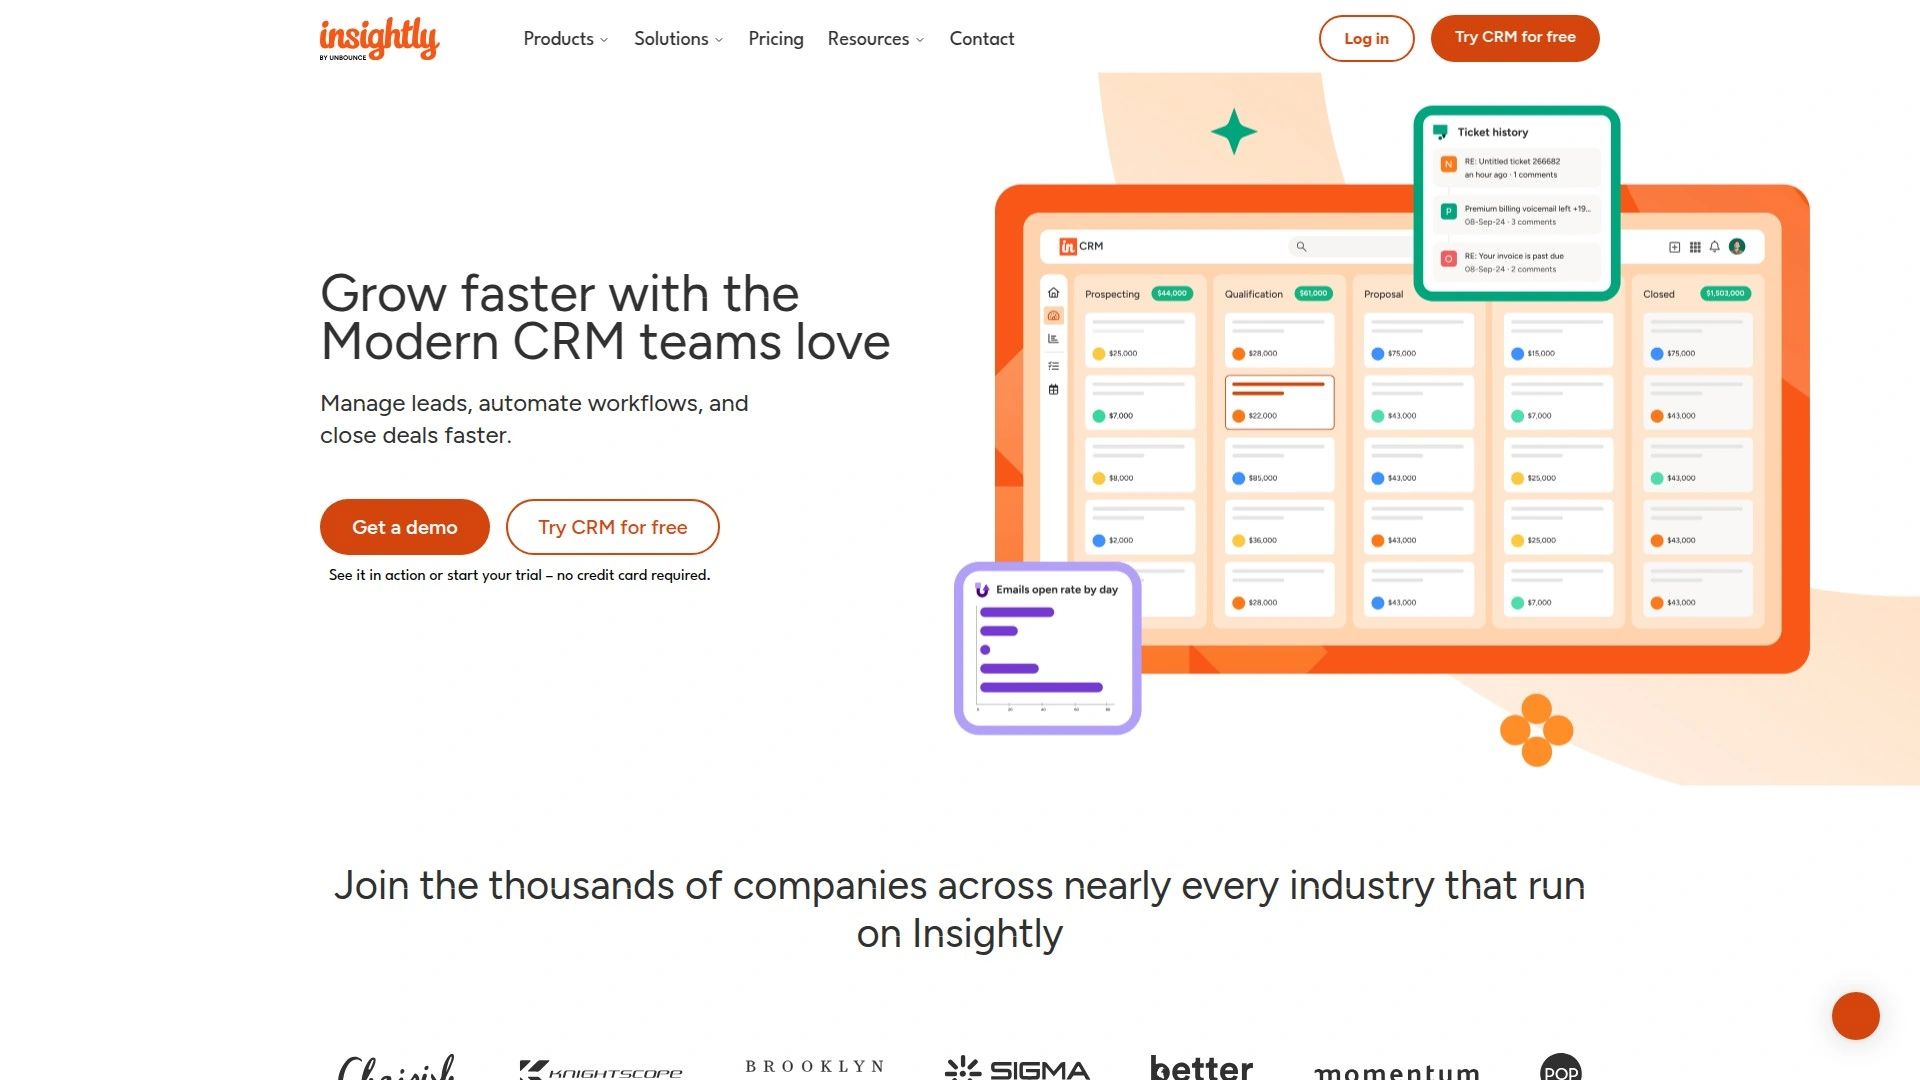 insightly
BY UNBOUNCE
Products
Solutions
Pricing
Resources
Contact
Log in
Try CRM for free
Grow faster with the
Modern CRM teams love
Manage leads, automate workflows, and
close deals faster.
Get a demo
Try CRM for free
See it in action or start your trial – no credit card required.
Ticket history
N
RE: Untitled ticket 266682
an hour ago · 1 comments
P
Premium billing voicemail left +19...
08-Sep-24 · 3 comments
O
RE: Your invoice is past due
08-Sep-24 · 2 comments
in CRM
Prospecting $44,000
$25,000
$7,000
$8,000
$2,000
Qualification $61,000
$28,000
$22,000
$85,000
$36,000
$28,000
Proposal
$75,000
$43,000
$43,000
$43,000
$43,000
$15,000
$7,000
$25,000
$25,000
$7,000
Closed $1,503,000
$75,000
$43,000
$43,000
$43,000
$43,000
Emails open rate by day
0 20 40 60 80
Join the thousands of companies across nearly every industry that run
on Insightly
Chairish
KNIGHTSCOPE
BROOKLYN
SIGMA
better
momentum
POP